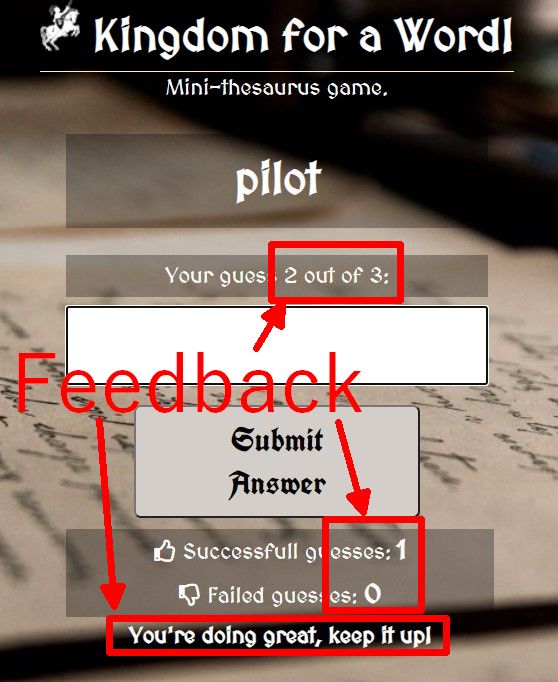 Kingdom for a Word!
Mini-thesaurus game.
pilot
Your guess 2 out of 3:
Feedback
Submit
Answer
Successfull guesses: 1
Failed guesses: 0
You're doing great, keep it up!